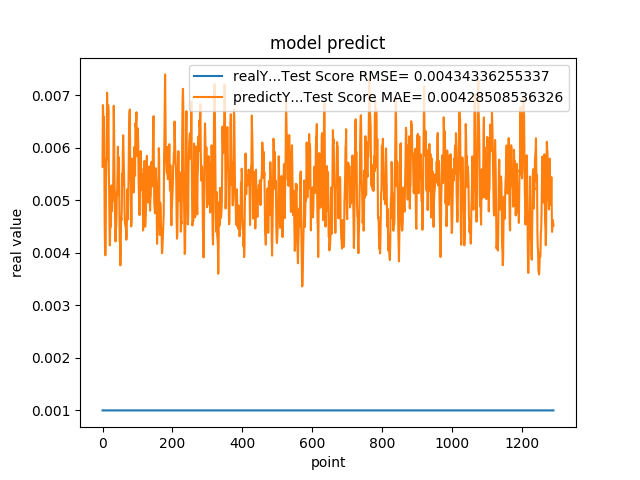 model predict
realY...Test Score RMSE= 0.00434336255337
predictY...Test Score MAE= 0.00428508536326
0.007
0.006
0.005
0.004
0.003
0.002
0.001
real value
0 200 400 600 800 1000 1200
point